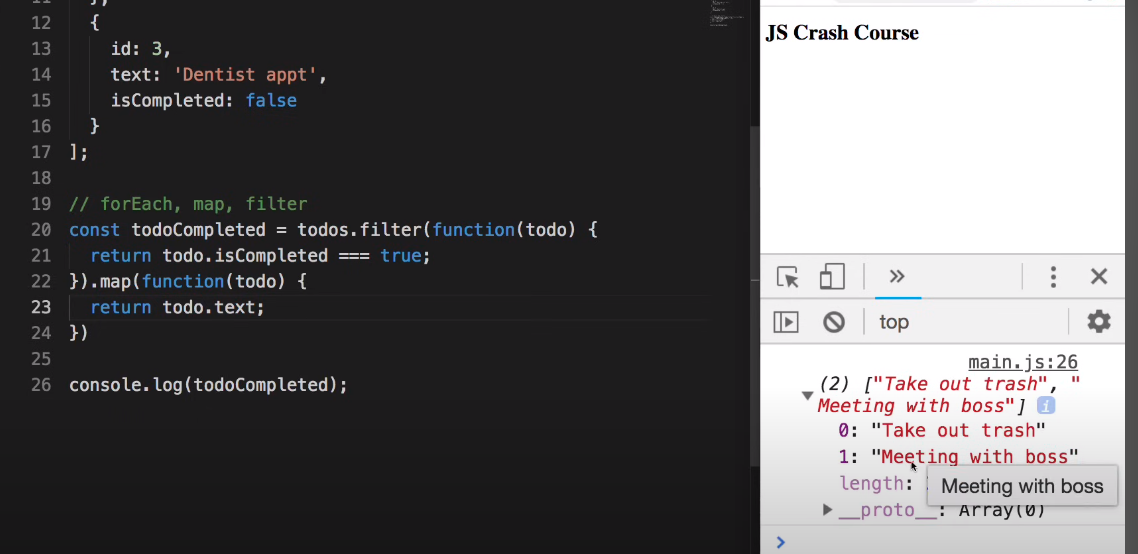 12 {
13 id: 3,
14 text: 'Dentist appt',
15 isCompleted: false
16 }
17 ];
18
19 // forEach, map, filter
20 const todoCompleted = todos.filter(function(todo) {
21 return todo.isCompleted === true;
22 }).map(function(todo) {
23 return todo.text;
24 })
25
26 console.log(todoCompleted);
JS Crash Course
top
main.js:26
(2) ["Take out trash", "
Meeting with boss"] i
0: "Take out trash"
1: "Meeting with boss"
length:
Meeting with boss
__proto__: Array(0)